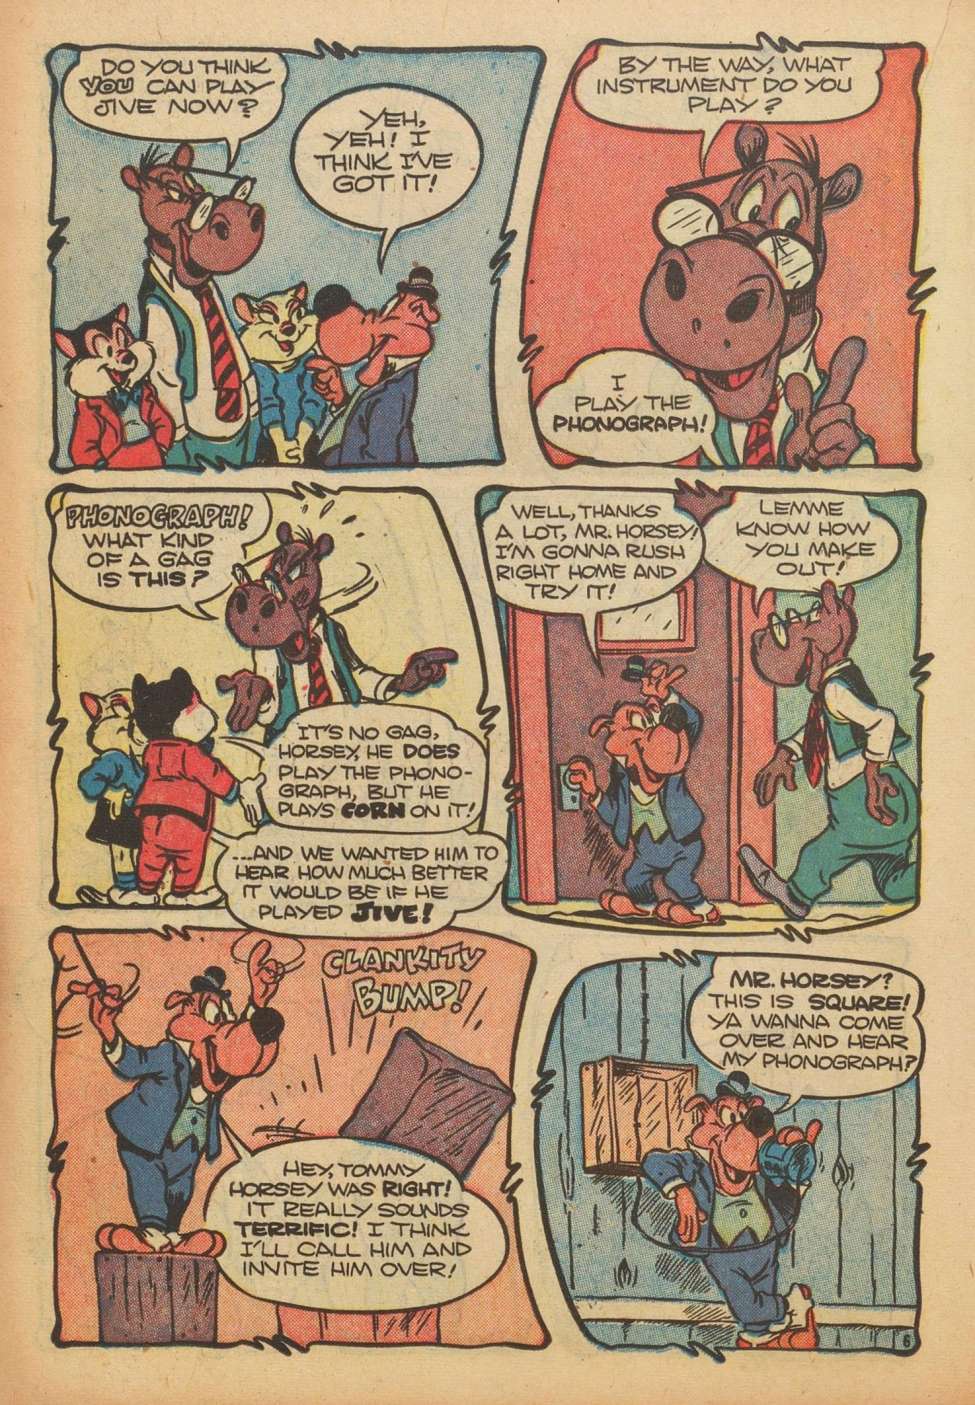 DO YOU THINK
YOU CAN PLAY
JIVE NOW?
YEH,
YEH! I
THINK I'VE
GOT IT!
BY THE WAY, WHAT
INSTRUMENT DO YOU
PLAY?
I
PLAY THE
PHONOGRAPH!
PHONOGRAPH!
WHAT KIND
OF A GAG
IS THIS?
IT'S NO GAG,
HORSEY, HE DOES
PLAY THE PHONO-
GRAPH, BUT HE
PLAYS CORN ON IT!
...AND WE WANTED HIM TO
HEAR HOW MUCH BETTER
IT WOULD BE IF HE
PLAYED JIVE!
WELL, THANKS
A LOT, MR. HORSEY!
I'M GONNA RUSH
RIGHT HOME AND
TRY IT!
LEMME
KNOW HOW
YOU MAKE
OUT!
CLANKITY
BUMP!
HEY, TOMMY
HORSEY WAS RIGHT!
IT REALLY SOUNDS
TERRIFIC! I THINK
I'LL CALL HIM AND
INVITE HIM OVER!
MR. HORSEY?
THIS IS SQUARE!
YA WANNA COME
OVER AND HEAR
MY PHONOGRAPH?
6